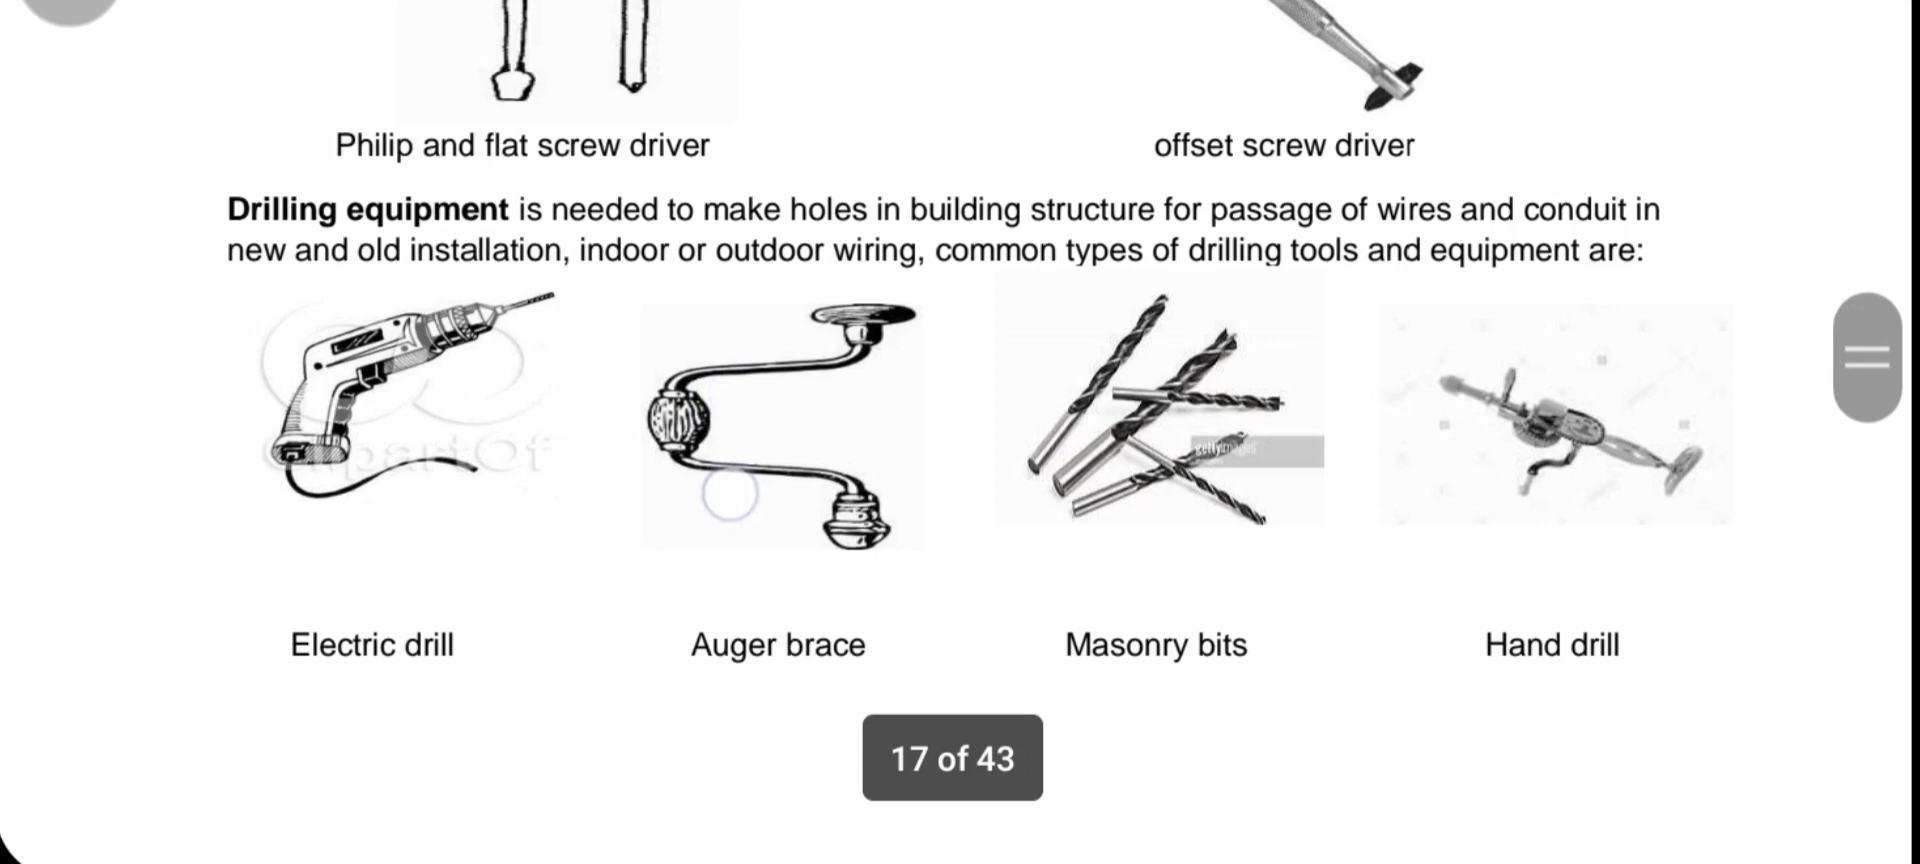 Philip and flat screw driver
offset screw driver
Drilling equipment is needed to make holes in building structure for passage of wires and conduit in
new and old installation, indoor or outdoor wiring, common types of drilling tools and equipment are:
ClipartOf
gettyimages
Electric drill
Auger brace
Masonry bits
Hand drill
17 of 43